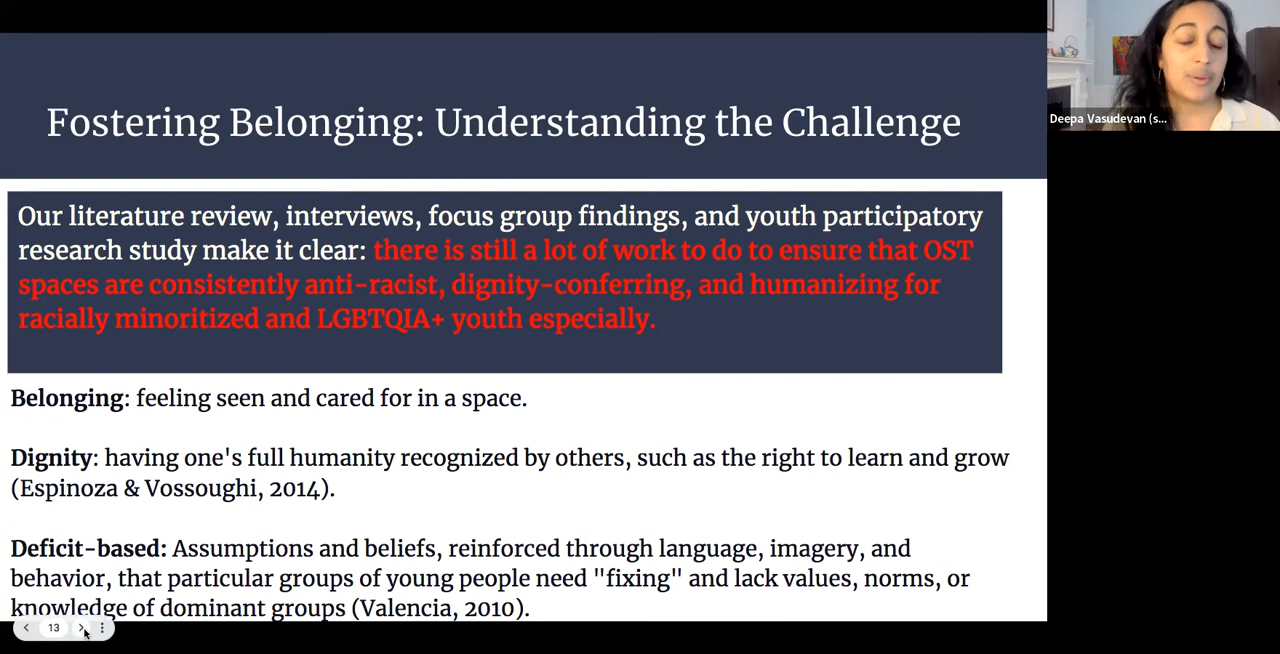 Fostering Belonging: Understanding the Challenge
Deepa Vasudevan (s...
Our literature review, interviews, focus group findings, and youth participatory
research study make it clear: there is still a lot of work to do to ensure that OST
spaces are consistently anti-racist, dignity-conferring, and humanizing for
racially minoritized and LGBTQIA+ youth especially.
Belonging: feeling seen and cared for in a space.
Dignity: having one's full humanity recognized by others, such as the right to learn and grow
(Espinoza & Vossoughi, 2014).
Deficit-based: Assumptions and beliefs, reinforced through language, imagery, and
behavior, that particular groups of young people need "fixing" and lack values, norms, or
knowledge of dominant groups (Valencia, 2010).
13